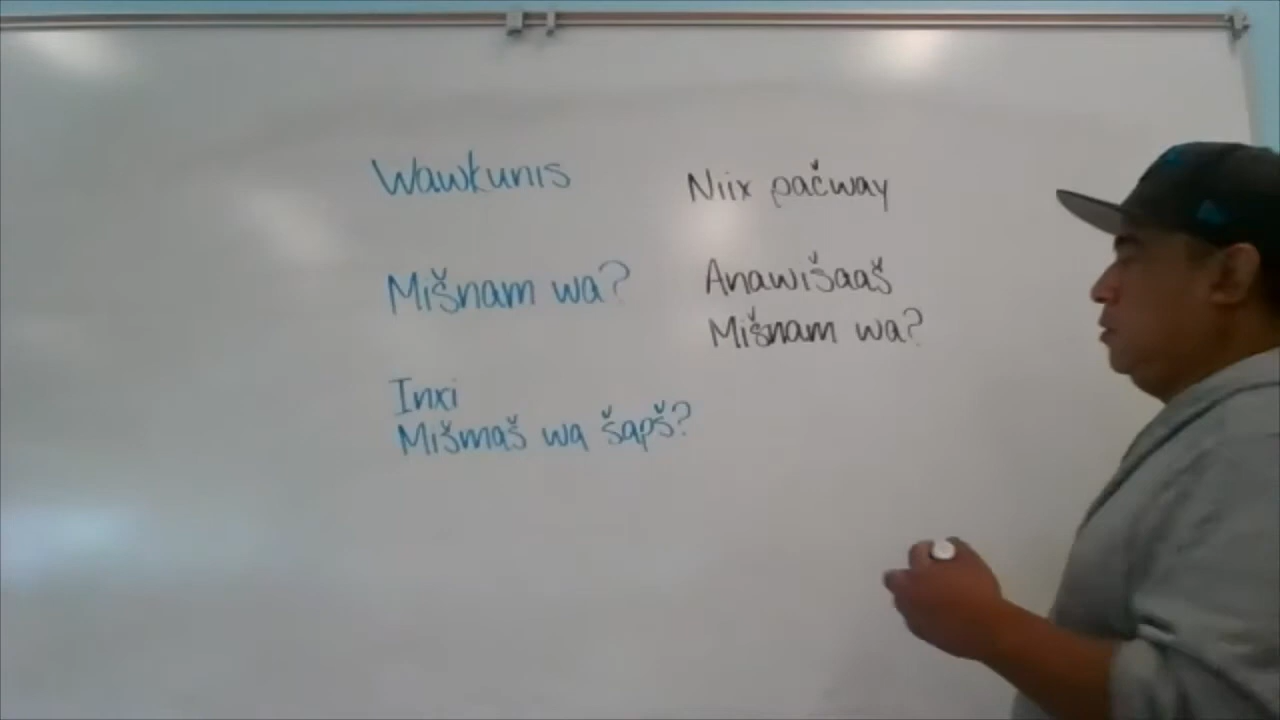 Wawkunis
Niix pačway
Mišnam wa?
Anawišaaš
Mišnam wa?
Inxi
Mišmaš wa šapš?